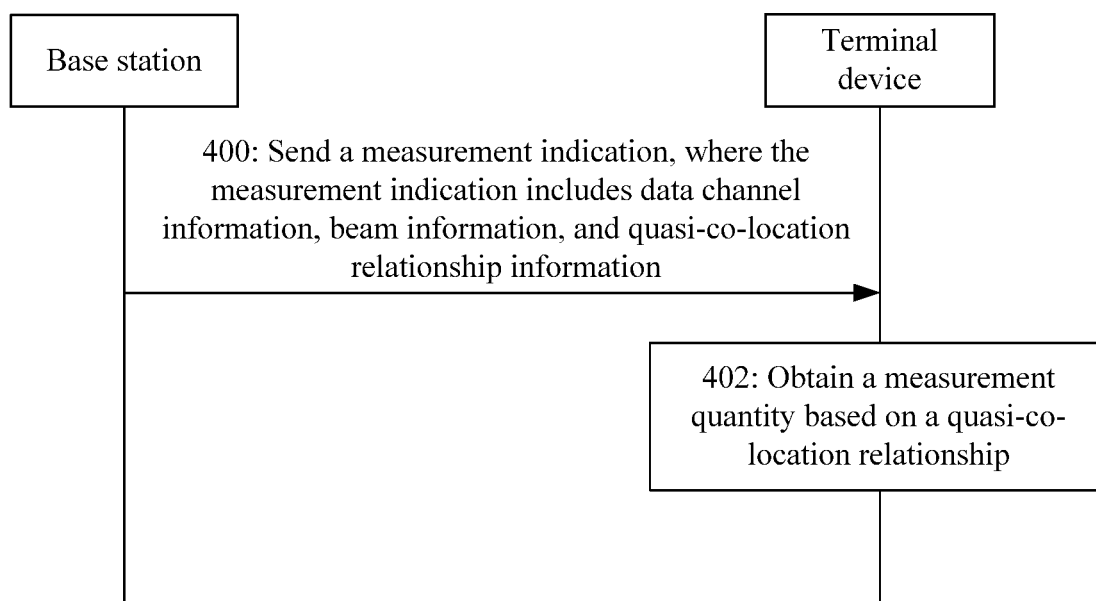 Base station
Terminal
device
400: Send a measurement indication, where the
measurement indication includes data channel
information, beam information, and quasi-co-location
relationship information
402: Obtain a measurement
quantity based on a quasi-co-
location relationship